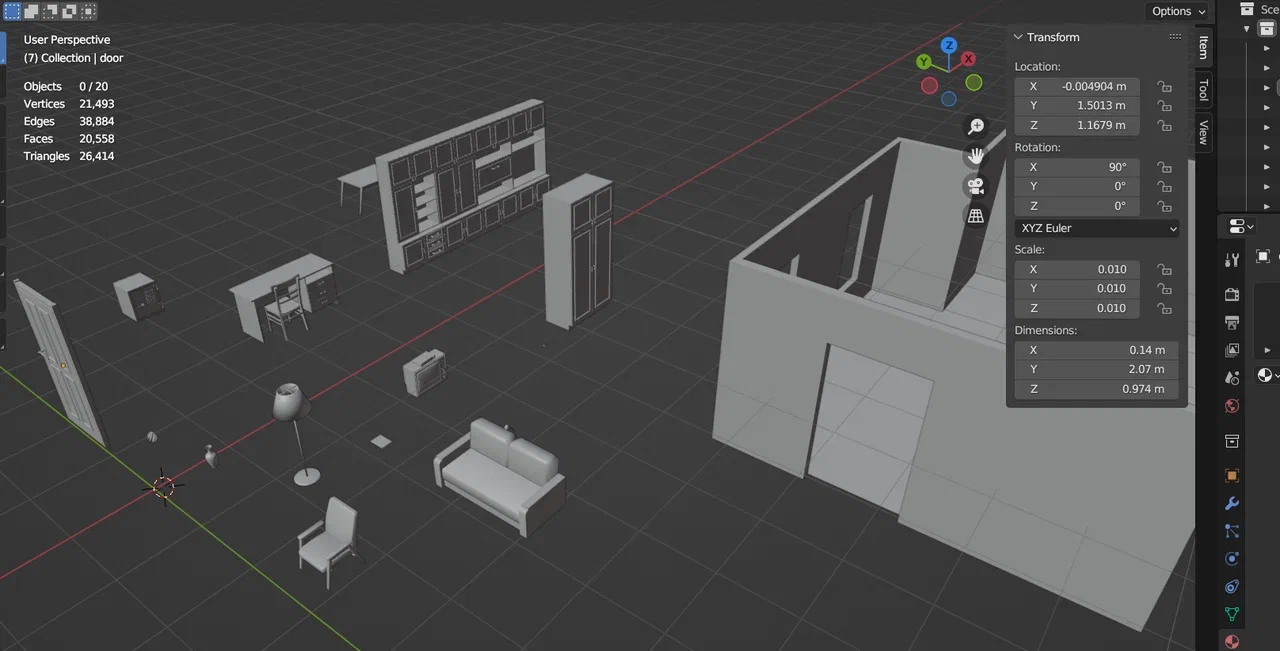 Options
Sce
User Perspective
(7) Collection | door
Objects 0 / 20
Vertices 21,493
Edges 38,884
Faces 20,558
Triangles 26,414
Z
Y
X
Transform
Location:
X -0.004904 m
Y 1.5013 m
Z 1.1679 m
Rotation:
X 90°
Y 0°
Z 0°
XYZ Euler
Scale:
X 0.010
Y 0.010
Z 0.010
Dimensions:
X 0.14 m
Y 2.07 m
Z 0.974 m
Item
Tool
View